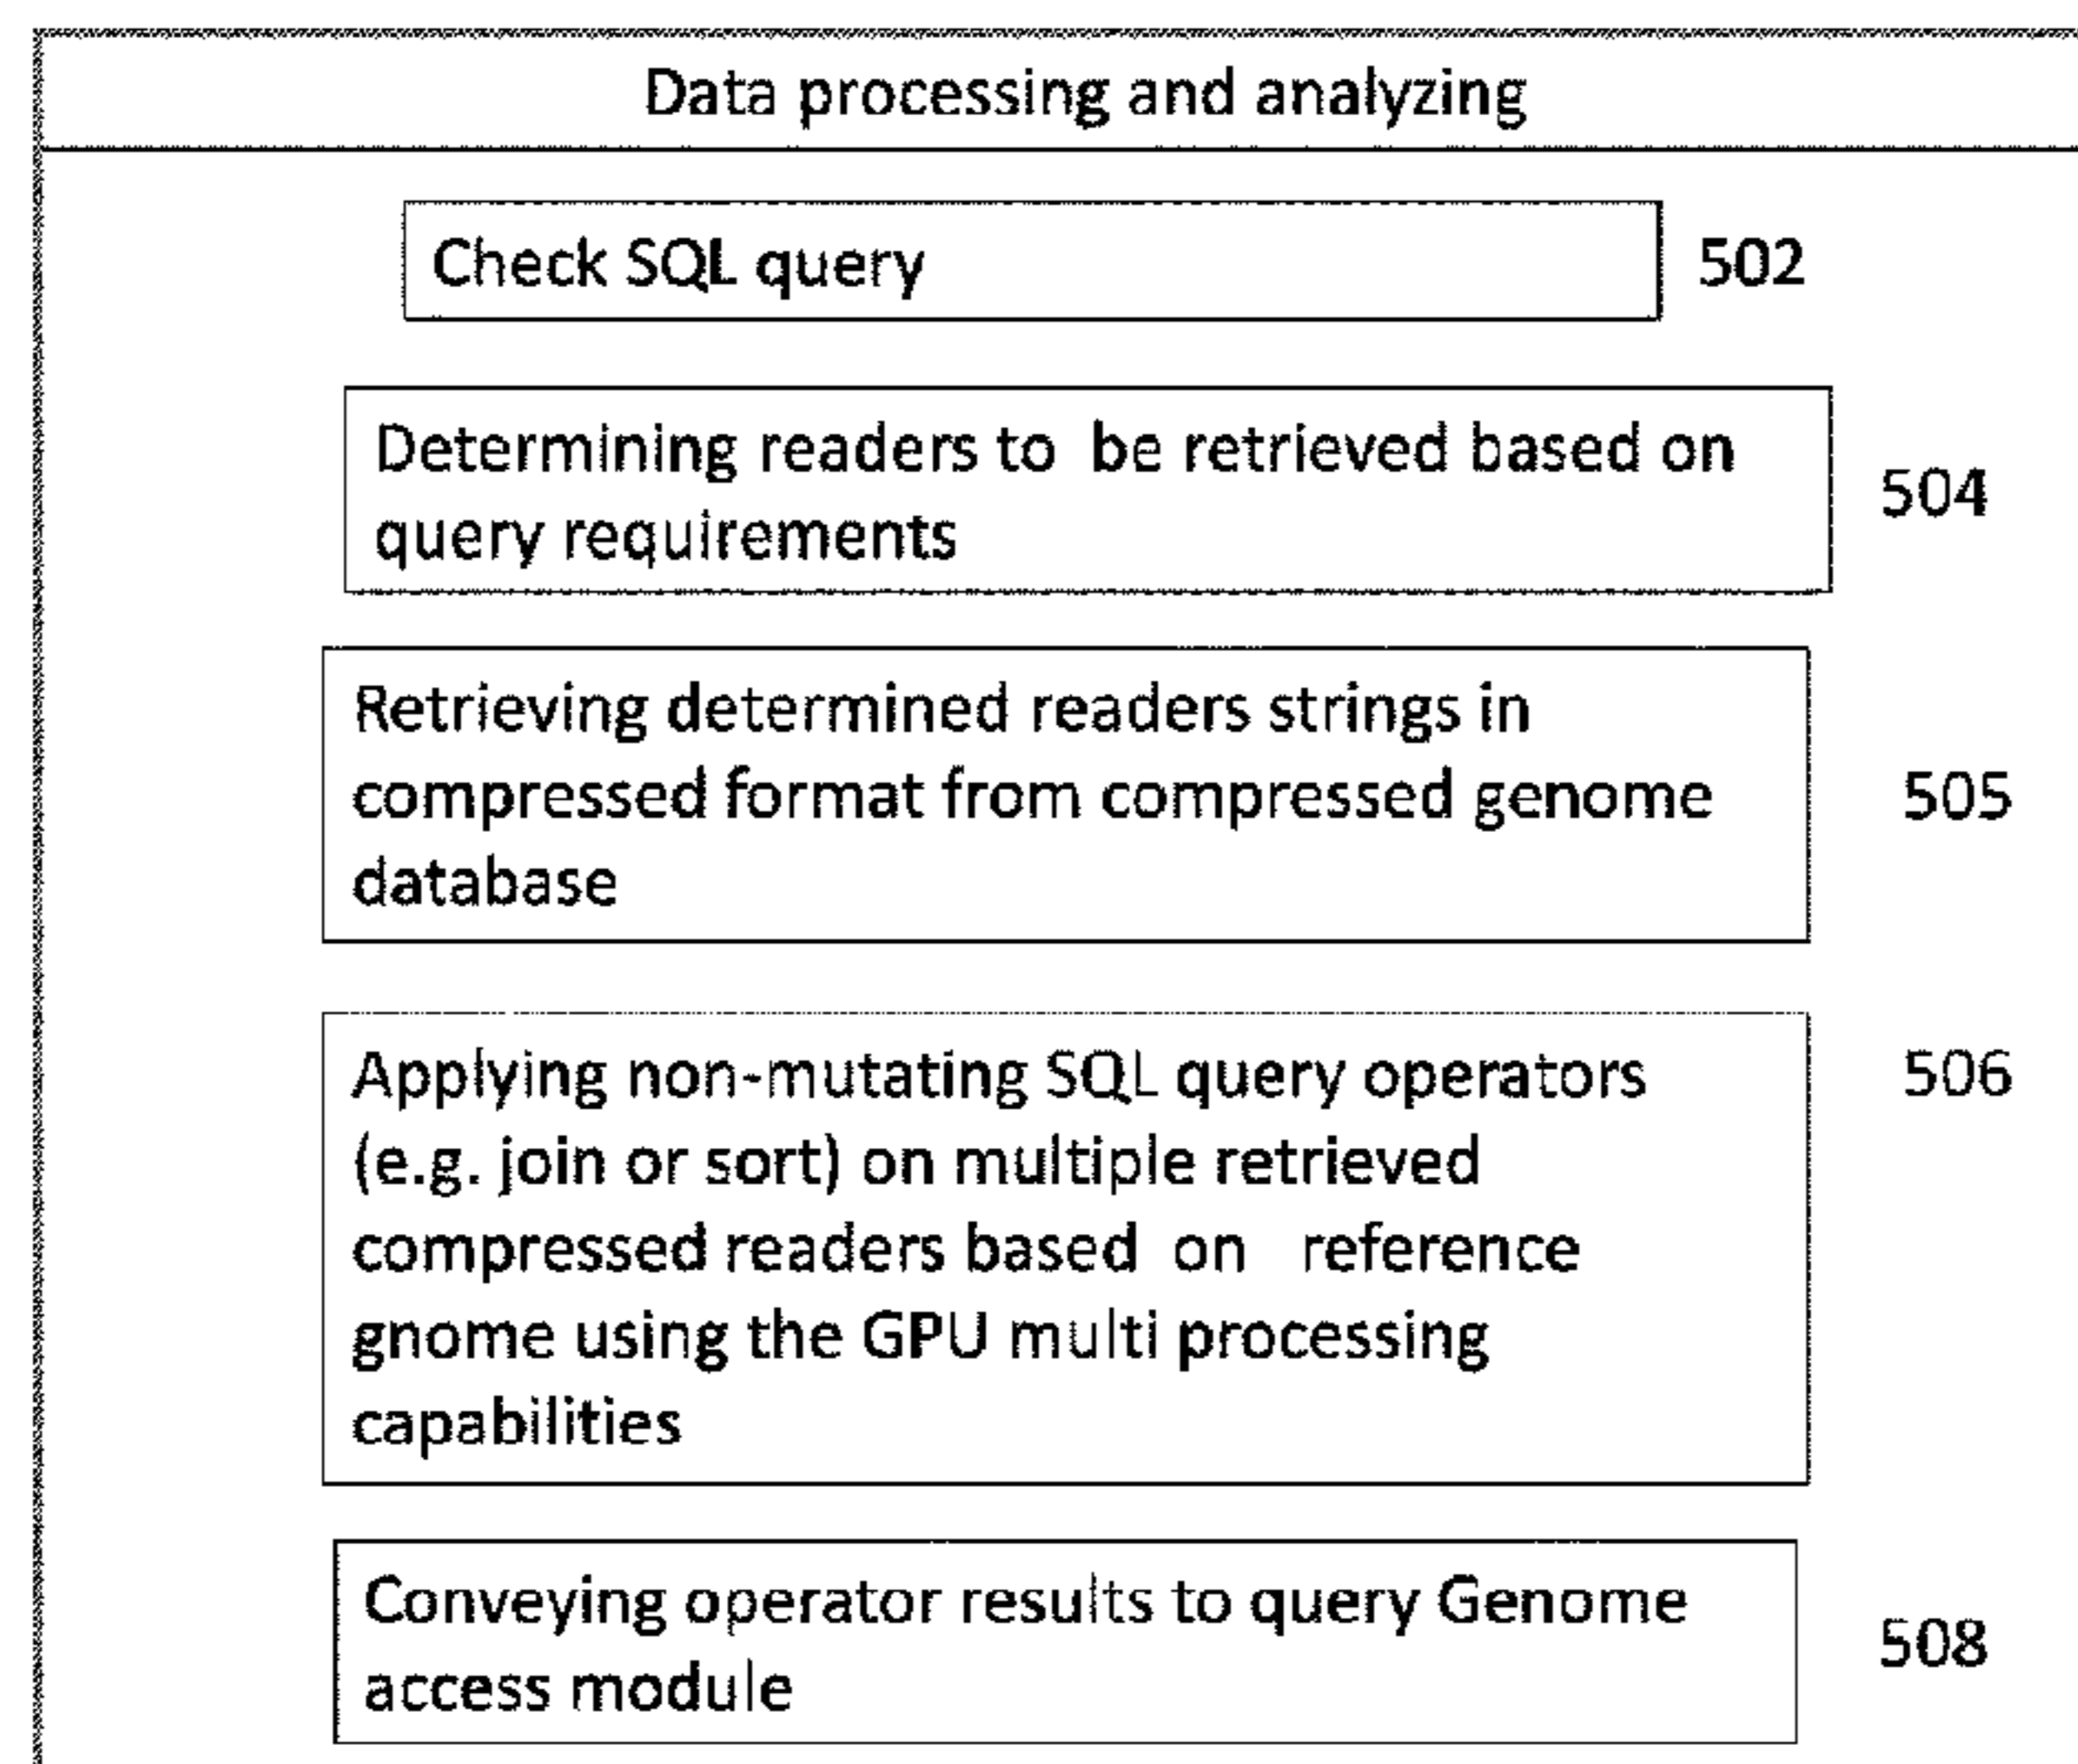 Data processing and analyzing
Check SQL query
502
Determining readers to be retrieved based on
query requirements
504
Retrieving determined readers strings in
compressed format from compressed genome
database
505
Applying non-mutating SQL query operators
(e.g. join or sort) on multiple retrieved
compressed readers based on reference
gnome using the GPU multi processing
capabilities
506
Conveying operator results to query Genome
access module
508